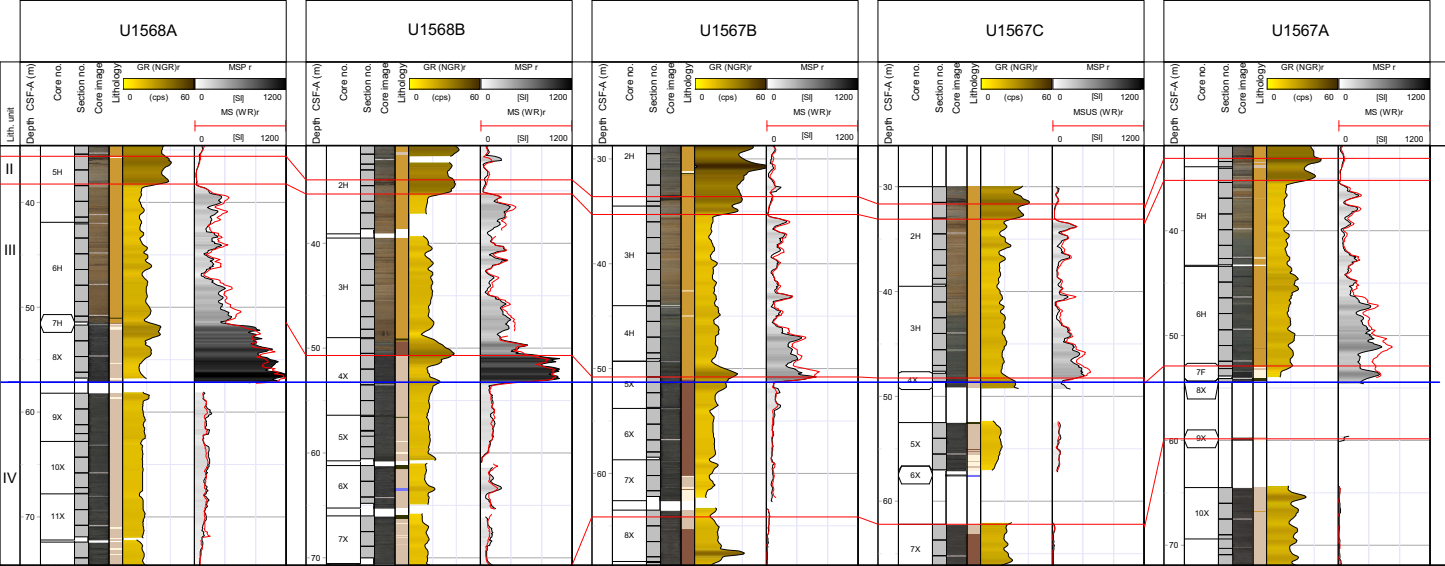 U1568A U1568B U1567B U1567C U1567A
Lith. unit
Depth CSF-A (m) Core no. Section no. Core image Lithology GR (NGR)r 0 (cps) 60 MSP r 0 [SI] 1200 MS (WR)r 0 [SI] 1200
Depth CSF-A (m) Core no. Section no. Core image Lithology GR (NGR)r 0 (cps) 60 MSP r 0 [SI] 1200 MS (WR)r 0 [SI] 1200
Depth CSF-A (m) Core no. Section no. Core image Lithology GR (NGR)r 0 (cps) 60 MSP r 0 [SI] 1200 MS (WR)r 0 [SI] 1200
Depth CSF-A (m) Core no. Section no. Core image Lithology GR (NGR)r 0 (cps) 60 MSP r 0 [SI] 1200 MSUS (WR)r 0 [SI] 1200
Depth CSF-A (m) Core no. Section no. Core image Lithology GR (NGR)r 0 (cps) 60 MSP r 0 [SI] 1200 MS (WR)r 0 [SI] 1200
II
III
IV
40
50
60
70
5H
6H
7H
8X
9X
10X
11X
40
50
60
70
2H
3H
4X
5X
6X
7X
30
40
50
60
2H
3H
4H
5X
6X
7X
8X
30
40
50
60
2H
3H
4X
5X
6X
7X
40
50
60
70
5H
6H
7F
8X
9X
10X